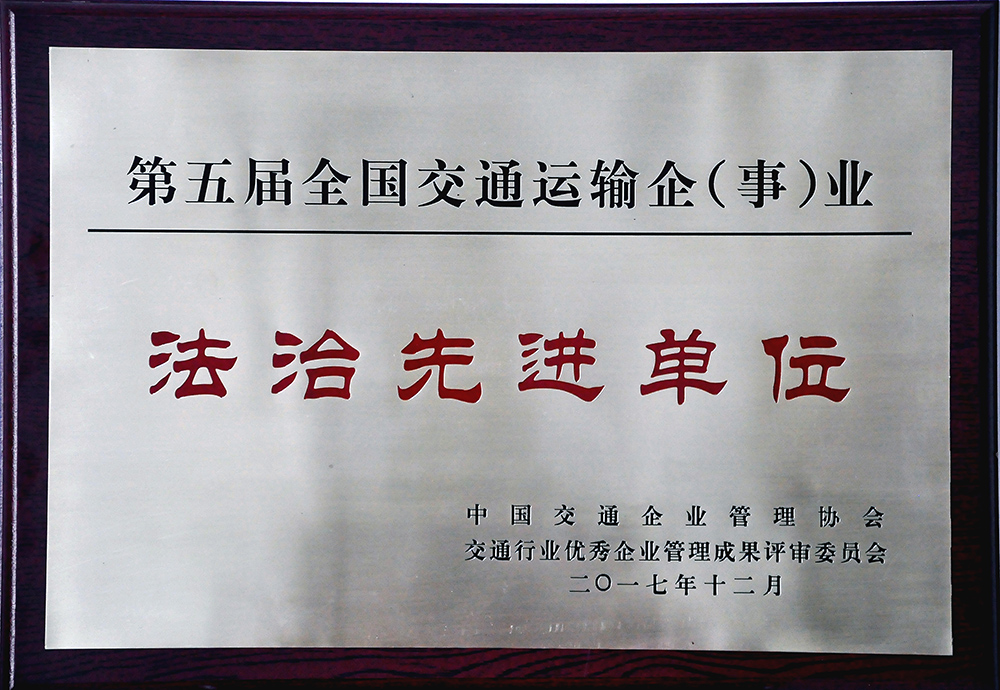 第五届全国交通运输企(事)业
法治先进单位
中国交通企业管理协会
交通行业优秀企业管理成果评审委员会
二〇一七年十二月